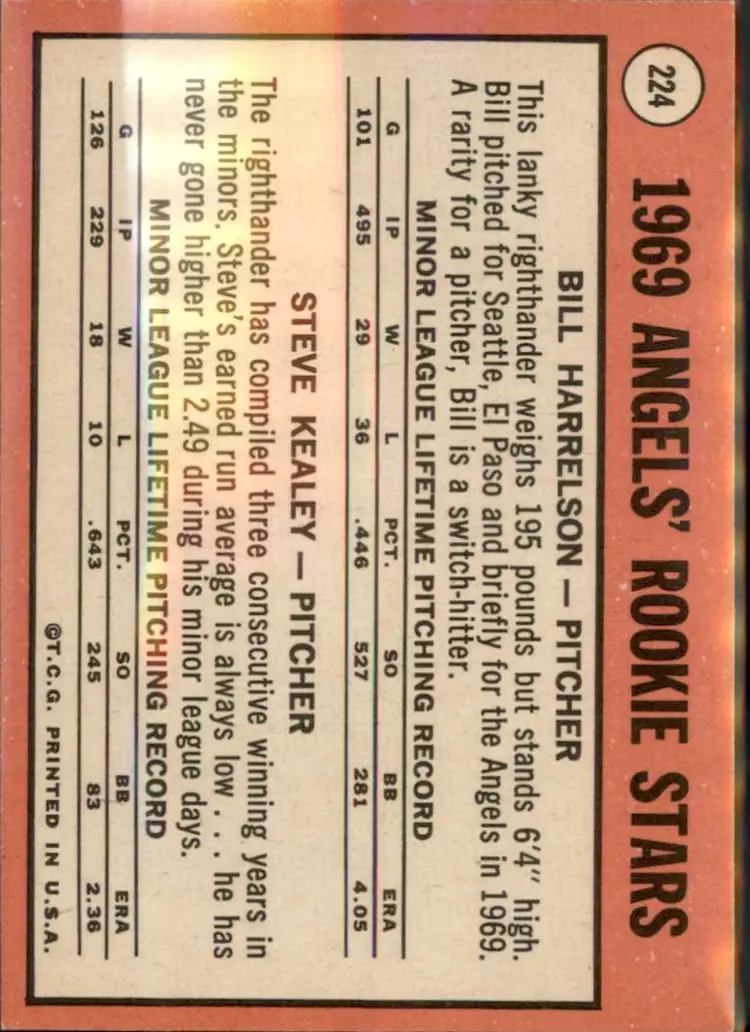 224
1969 ANGELS' ROOKIE STARS
BILL HARRELSON — PITCHER
This lanky righthander weighs 195 pounds but stands 6'4" high.
Bill pitched for Seattle, El Paso and briefly for the Angels in 1969.
A rarity for a pitcher, Bill is a switch-hitter.
MINOR LEAGUE LIFETIME PITCHING RECORD
G IP W L PCT. SO BB ERA
101 495 29 36 .446 527 281 4.05
STEVE KEALEY — PITCHER
The righthander has compiled three consecutive winning years in
the minors. Steve's earned run average is always low . . . he has
never gone higher than 2.49 during his minor league days.
MINOR LEAGUE LIFETIME PITCHING RECORD
G IP W L PCT. SO BB ERA
126 229 18 10 .643 245 83 2.36
©T.C.G. PRINTED IN U.S.A.